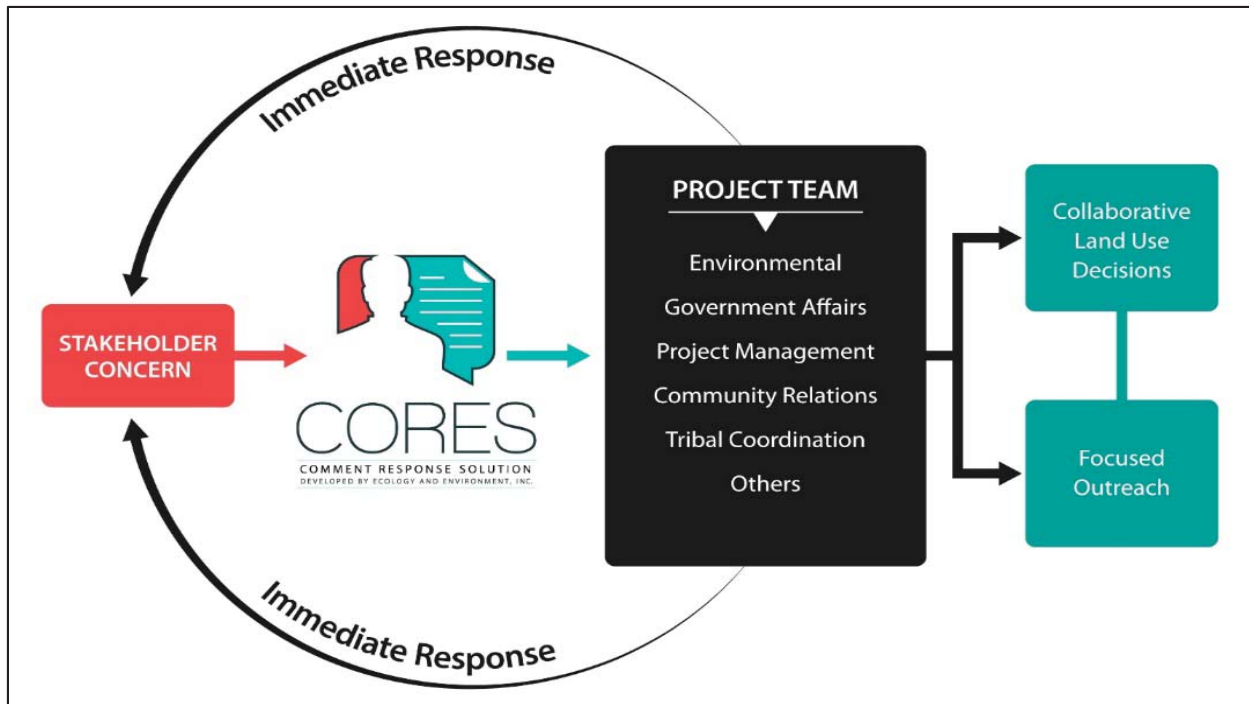 Immediate Response
STAKEHOLDER
CONCERN
CORES
COMMENT RESPONSE SOLUTION
DEVELOPED BY ECOLOGY AND ENVIRONMENT, INC.
PROJECT TEAM
Environmental
Government Affairs
Project Management
Community Relations
Tribal Coordination
Others
Collaborative
Land Use
Decisions
Focused
Outreach
Immediate Response